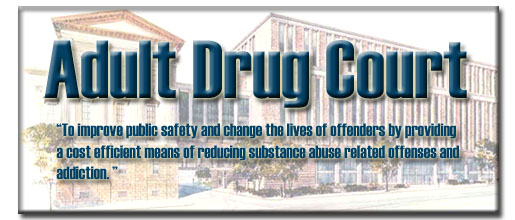 Adult Drug Court
“To improve public safety and change the lives of offenders by providing
a cost efficient means of reducing substance abuse related offenses and
addiction. ”